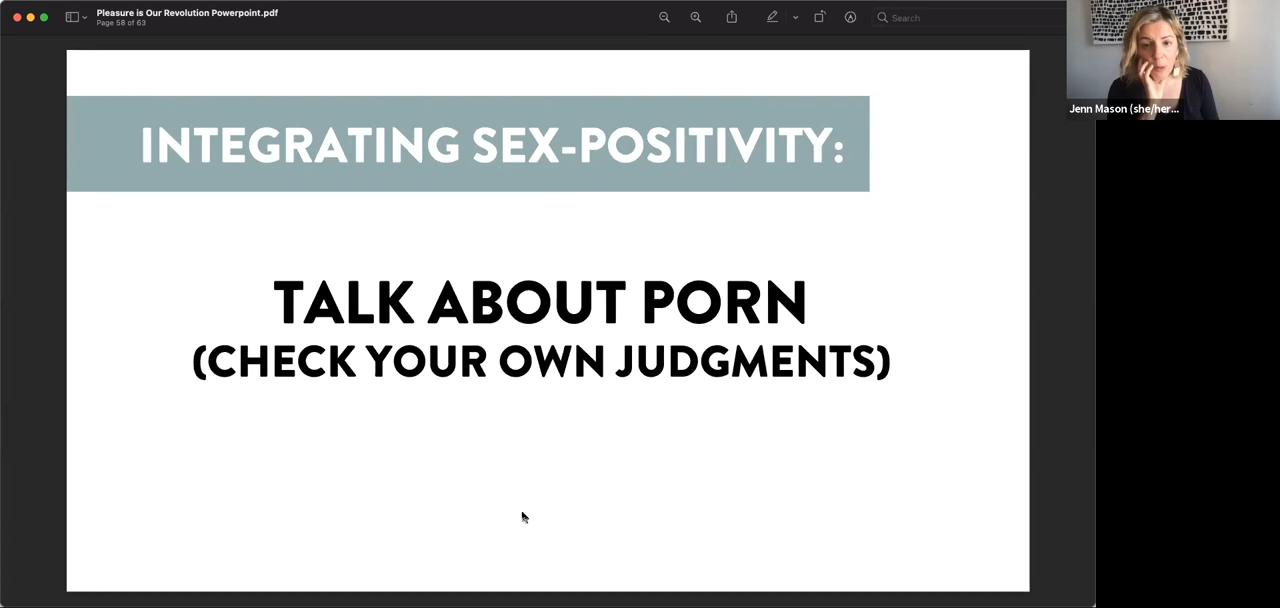 Pleasure is Our Revolution Powerpoint.pdf
Page 58 of 63
Search
Jenn Mason (she/her...
INTEGRATING SEX-POSITIVITY:
TALK ABOUT PORN
(CHECK YOUR OWN JUDGMENTS)